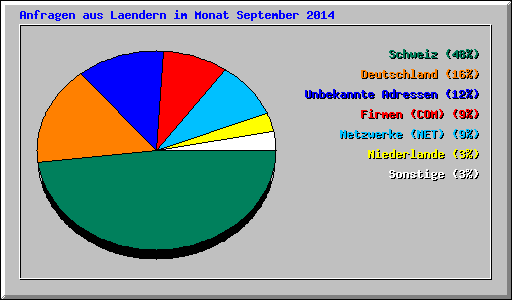 Anfragen aus Laendern im Monat September 2014
Schweiz (48%)
Deutschland (16%)
Unbekannte Adressen (12%)
Firmen (COM) (9%)
Netzwerke (NET) (9%)
Niederlande (3%)
Sonstige (3%)